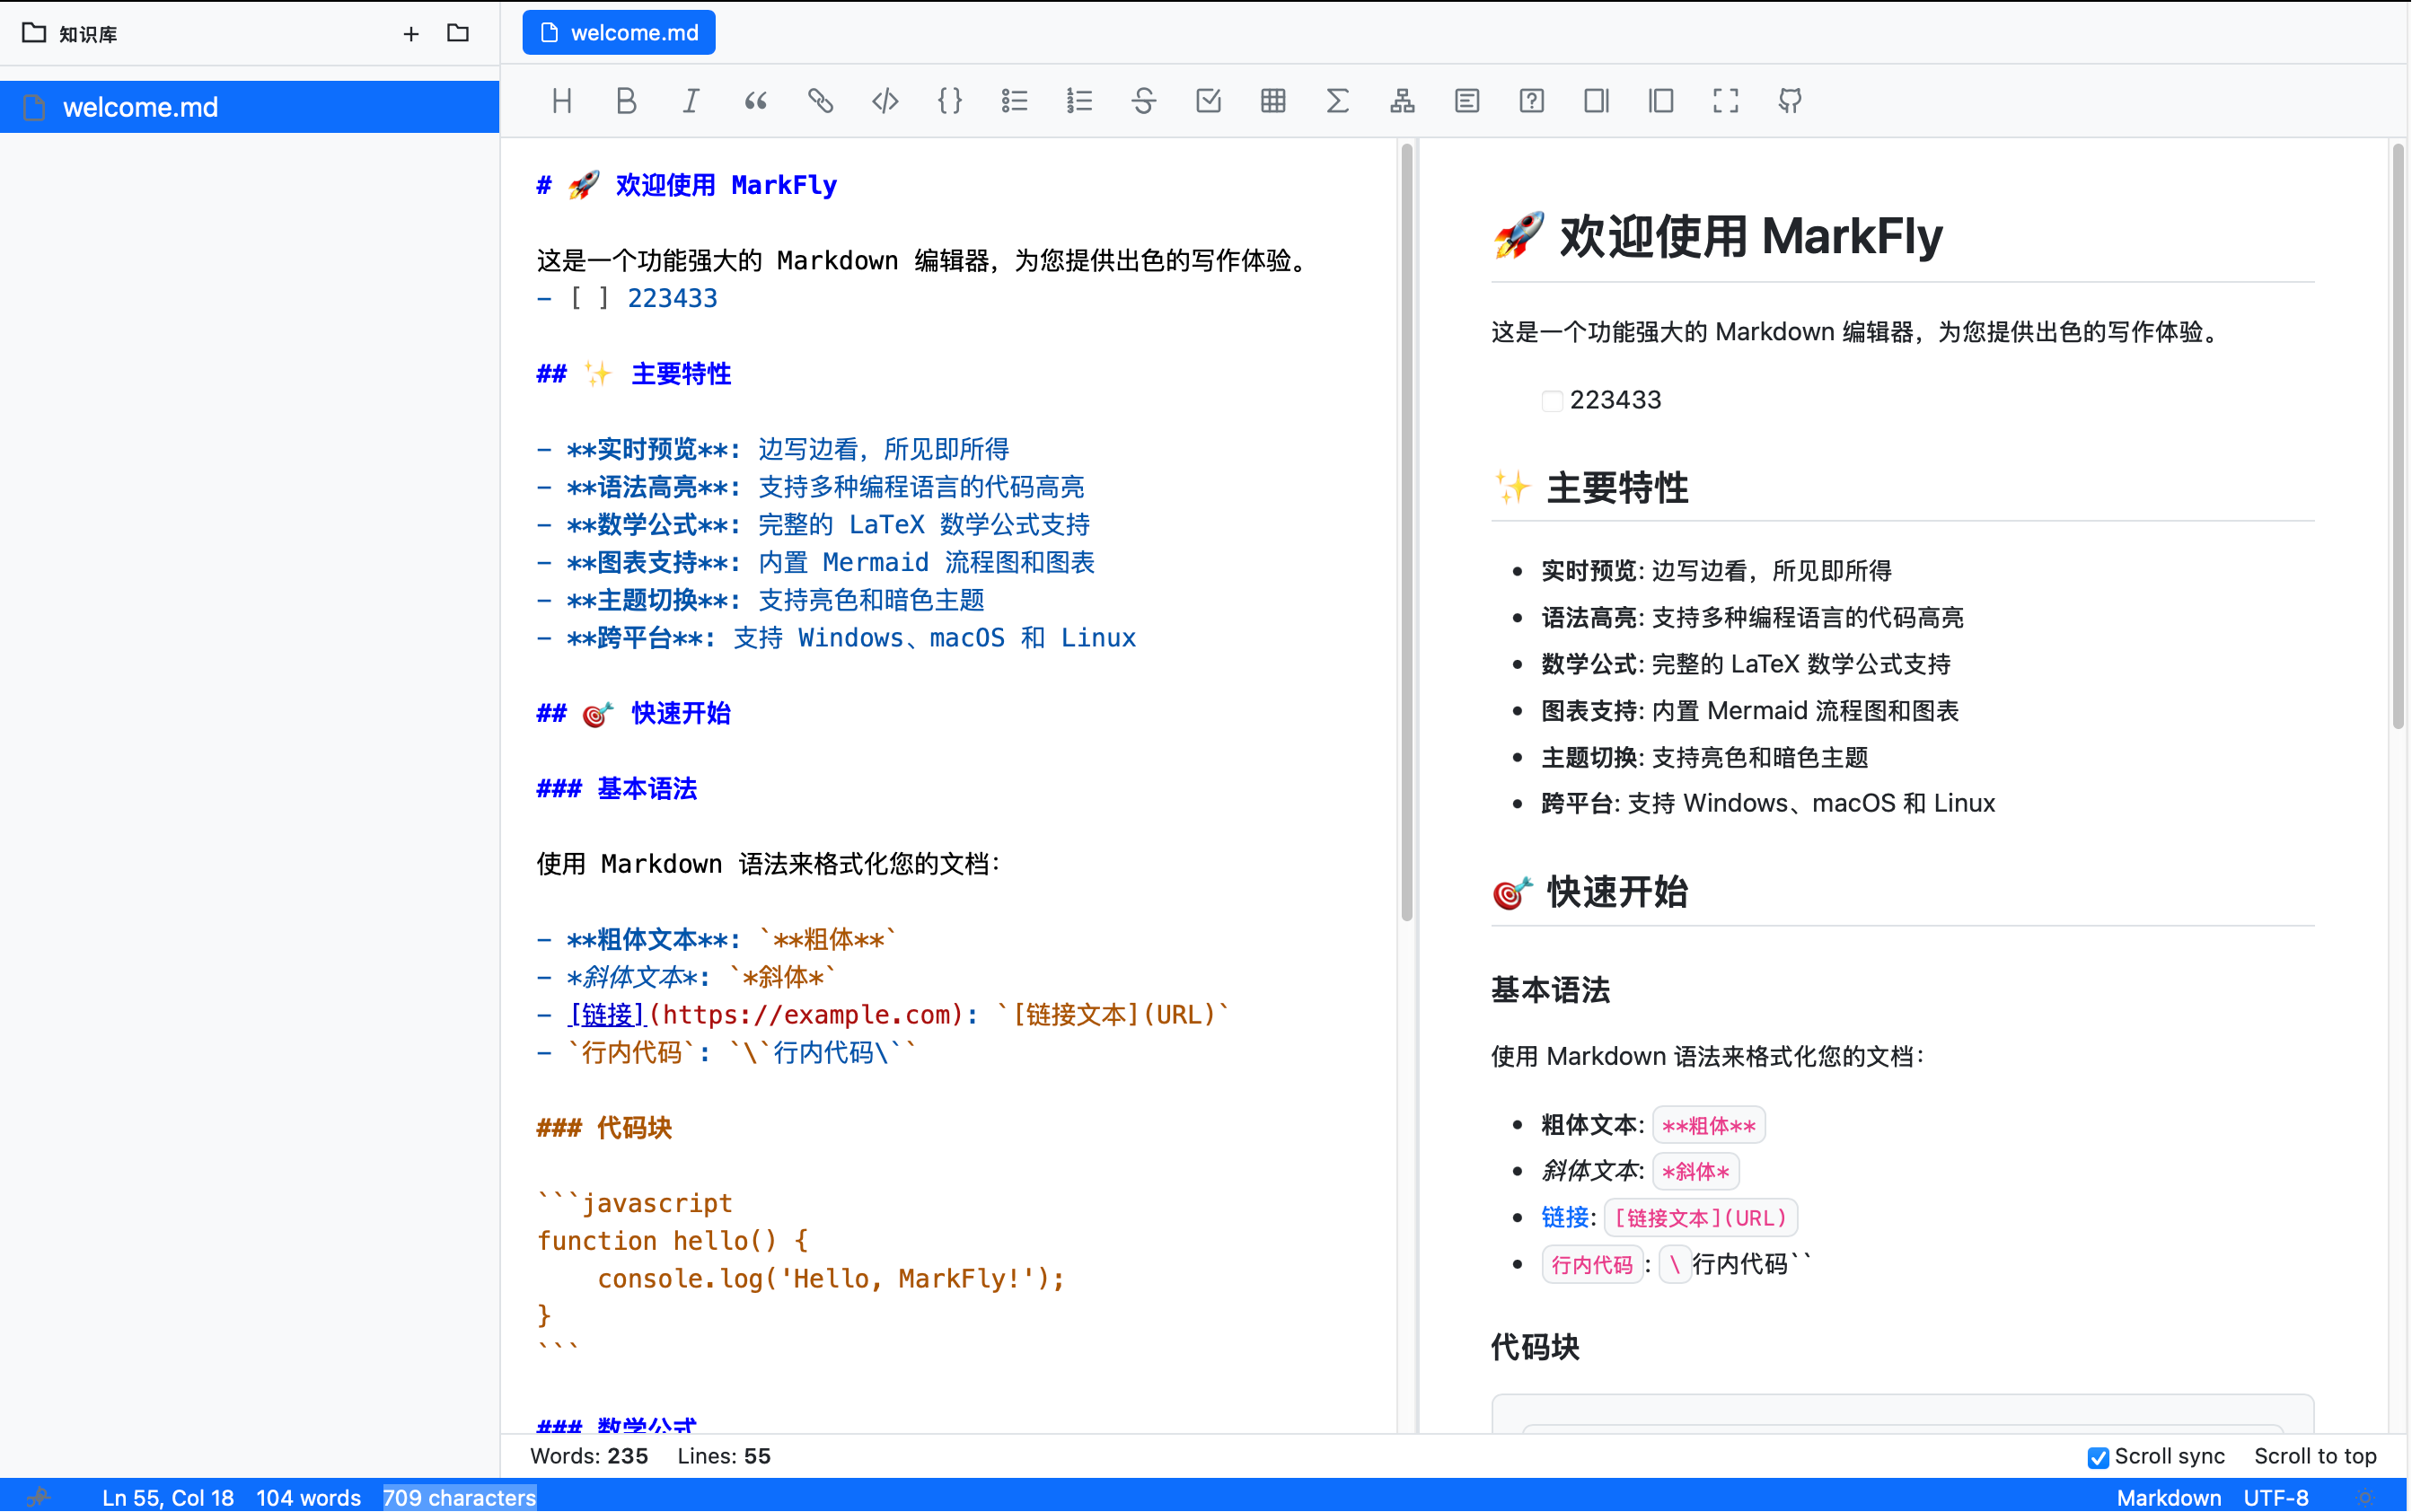 知识库
welcome.md
welcome.md
# 🚀 欢迎使用 MarkFly
这是一个功能强大的 Markdown 编辑器，为您提供出色的写作体验。
- [ ] 223433
## ✨ 主要特性
- **实时预览**: 边写边看，所见即所得
- **语法高亮**: 支持多种编程语言的代码高亮
- **数学公式**: 完整的 LaTeX 数学公式支持
- **图表支持**: 内置 Mermaid 流程图和图表
- **主题切换**: 支持亮色和暗色主题
- **跨平台**: 支持 Windows、macOS 和 Linux
## 🎯 快速开始
### 基本语法
使用 Markdown 语法来格式化您的文档：
- **粗体文本**: `**粗体**`
- *斜体文本*: `*斜体*`
- [链接](https://example.com): `[链接文本](URL)`
- `行内代码`: `\`行内代码\``
### 代码块
```javascript
function hello() {
    console.log('Hello, MarkFly!');
}
```
### 数学公式
🚀 欢迎使用 MarkFly
这是一个功能强大的 Markdown 编辑器，为您提供出色的写作体验。
223433
✨ 主要特性
• 实时预览: 边写边看，所见即所得
• 语法高亮: 支持多种编程语言的代码高亮
• 数学公式: 完整的 LaTeX 数学公式支持
• 图表支持: 内置 Mermaid 流程图和图表
• 主题切换: 支持亮色和暗色主题
• 跨平台: 支持 Windows、macOS 和 Linux
🎯 快速开始
基本语法
使用 Markdown 语法来格式化您的文档：
• 粗体文本: **粗体**
• 斜体文本: *斜体*
• 链接: [链接文本](URL)
• 行内代码: \行内代码``
代码块
Words: 235 Lines: 55
Scroll sync Scroll to top
Ln 55, Col 18 104 words 709 characters
Markdown UTF-8